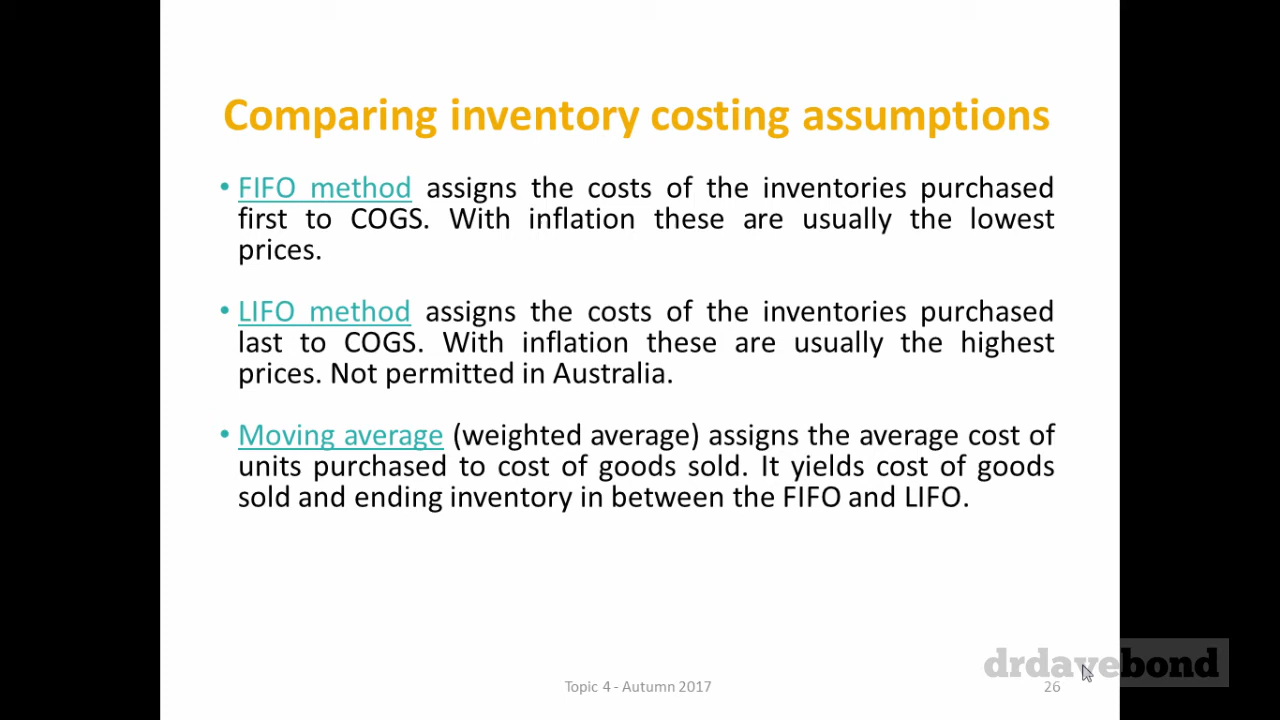 Comparing inventory costing assumptions
• FIFO method assigns the costs of the inventories purchased
first to COGS. With inflation these are usually the lowest
prices.
• LIFO method assigns the costs of the inventories purchased
last to COGS. With inflation these are usually the highest
prices. Not permitted in Australia.
• Moving average (weighted average) assigns the average cost of
units purchased to cost of goods sold. It yields cost of goods
sold and ending inventory in between the FIFO and LIFO.
drdavebond
Topic 4 - Autumn 2017
26